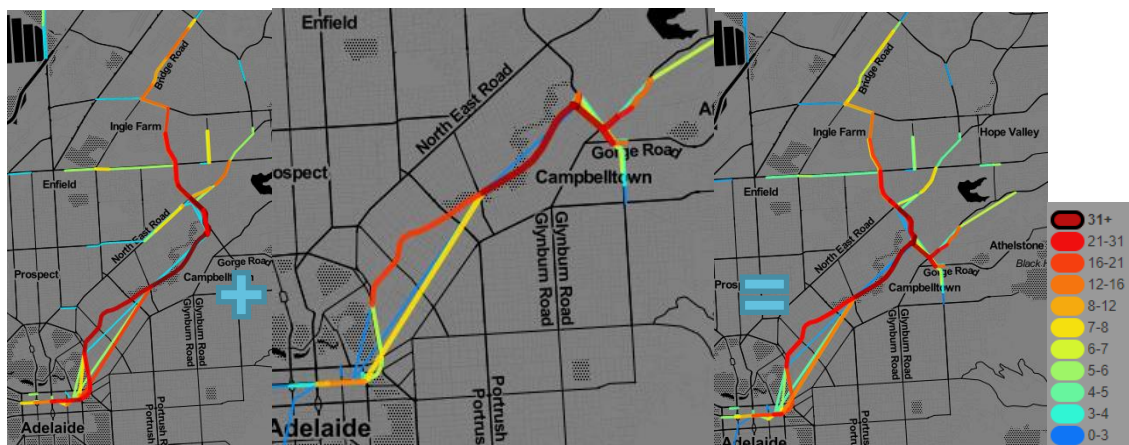 Bridge Road
Ingle Farm
Enfield
North East Road
Prospect
Gorge Road
Campbelltown
Glynburn Road
Glynburn Road
Portrush Road
Portrush
Adelaide
+
Enfield
North East Road
ospect
Gorge Road
Campbelltown
Glynburn Road
Glynburn Road
Portrush Road
Portrush
Adelaide
=
Bridge Road
Ingle Farm
Hope Valley
Enfield
North East Road
Athelstone
Gorge Road
Black H
Campbelltown
Glynburn Road
Glynburn Road
Portrush Road
Portrush
Adelaide
31+
21-31
16-21
12-16
8-12
7-8
6-7
5-6
4-5
3-4
0-3